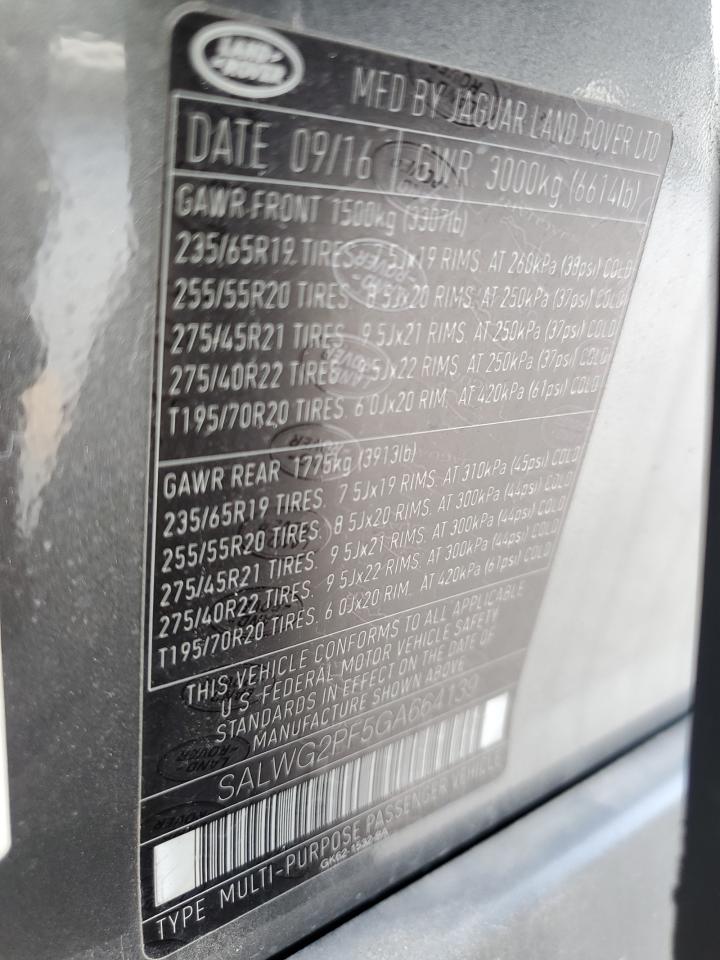 LAND-
-ROVER
MFD BY JAGUAR LAND ROVER LTD
DATE 09/16 GVWR 3000kg (6614lb)
GAWR FRONT 1500kg (3307lb)
235/65R19 TIRES, 7.5Jx19 RIMS. AT 260kPa (38psi) COLD
255/55R20 TIRES, 8.5Jx20 RIMS. AT 250kPa (37psi) COLD
275/45R21 TIRES, 9.5Jx21 RIMS. AT 250kPa (37psi) COLD
275/40R22 TIRES, 9.5Jx22 RIMS. AT 250kPa (37psi) COLD
T195/70R20 TIRES, 6.0Jx20 RIM. AT 420kPa (61psi) COLD
GAWR REAR 1775kg (3913lb)
235/65R19 TIRES, 7.5Jx19 RIMS. AT 310kPa (45psi) COLD
255/55R20 TIRES, 8.5Jx20 RIMS. AT 300kPa (44psi) COLD
275/45R21 TIRES, 9.5Jx21 RIMS. AT 300kPa (44psi) COLD
275/40R22 TIRES, 9.5Jx22 RIMS. AT 300kPa (44psi) COLD
T195/70R20 TIRES, 6.0Jx20 RIM. AT 420kPa (61psi) COLD
THIS VEHICLE CONFORMS TO ALL APPLICABLE
U.S. FEDERAL MOTOR VEHICLE SAFETY
STANDARDS IN EFFECT ON THE DATE OF
MANUFACTURE SHOWN ABOVE
SALWG2PF5GA664139
TYPE MULTI-PURPOSE PASSENGER VEHICLE
GK62-1532-BA